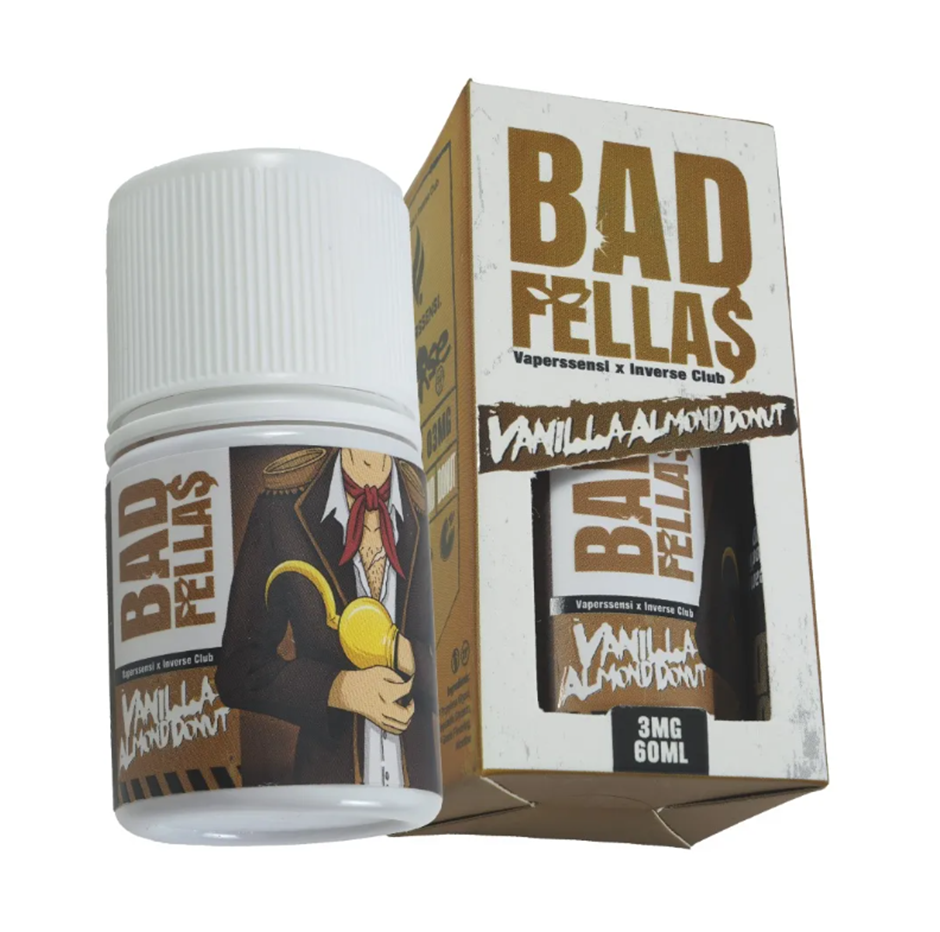 BAD
FELLA$
Vaperssensi x Inverse Club
VANILLA ALMOND DONUT
BAD
FELLA$
Vaperssensi x Inverse Club
VANILLA
ALMOND DONUT
3MG
60ML
BAD
FELLA$
Vaperssensi x Inverse Club
VANILLA
ALMOND DONUT
03MG